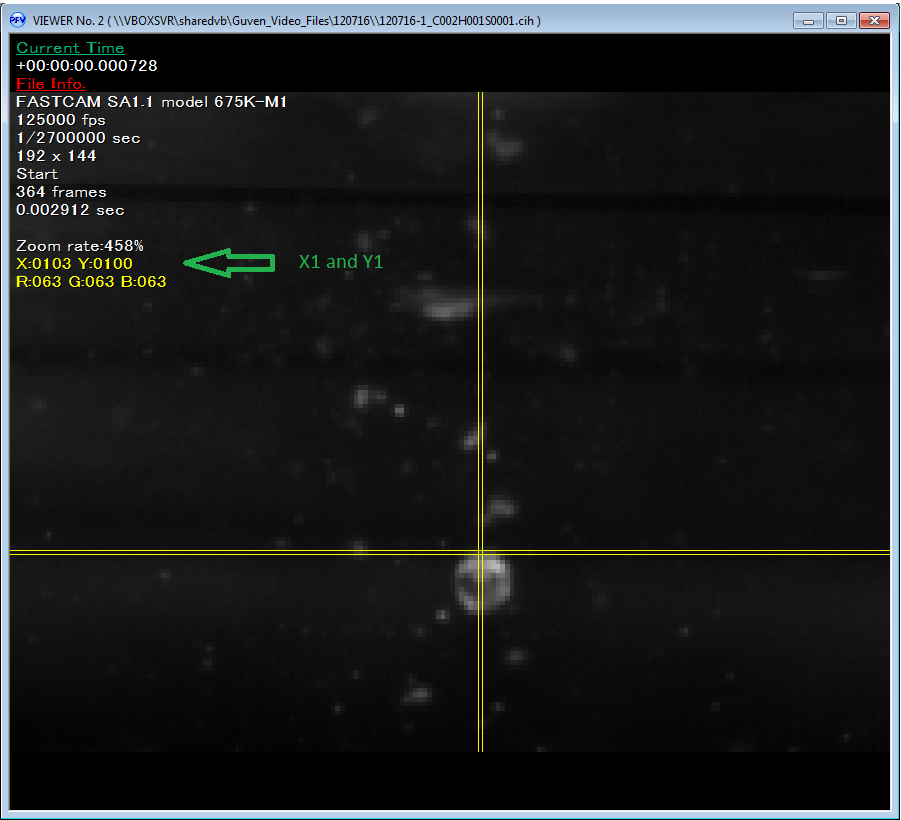 PFV VIEWER No. 2 ( \\VBOXSVR\sharedvb\Guven_Video_Files\120716\\120716-1_C002H001S0001.cih )
Current Time
+00:00:00.000728
File Info.
FASTCAM SA1.1 model 675K-M1
125000 fps
1/2700000 sec
192 x 144
Start
364 frames
0.002912 sec
Zoom rate:458%
X:0103 Y:0100 X1 and Y1
R:063 G:063 B:063